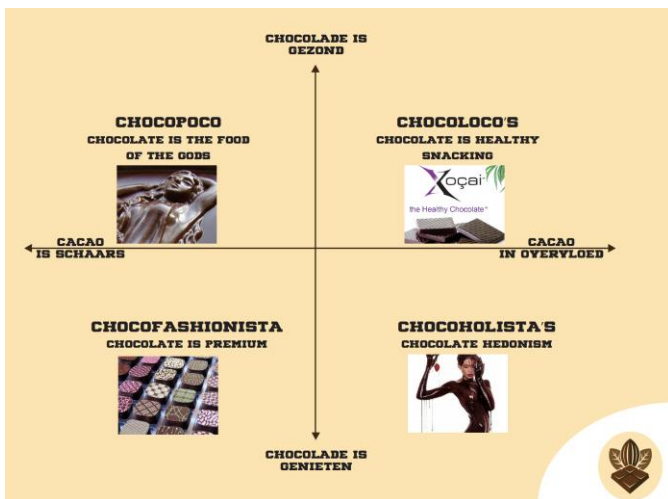 CHOCOLADE IS
GEZOND
CHOCOPOCO
CHOCOLATE IS THE FOOD
OF THE GODS
CHOCOLOCO'S
CHOCOLATE IS HEALTHY
SNACKING
Xoçai
the Healthy Chocolate
CACAO
IS SCHAARS
CACAO
IN OVERVLOED
CHOCOFASHIONISTA
CHOCOLATE IS PREMIUM
CHOCOHOLISTA'S
CHOCOLATE HEDONISM
CHOCOLADE IS
GENIETEN